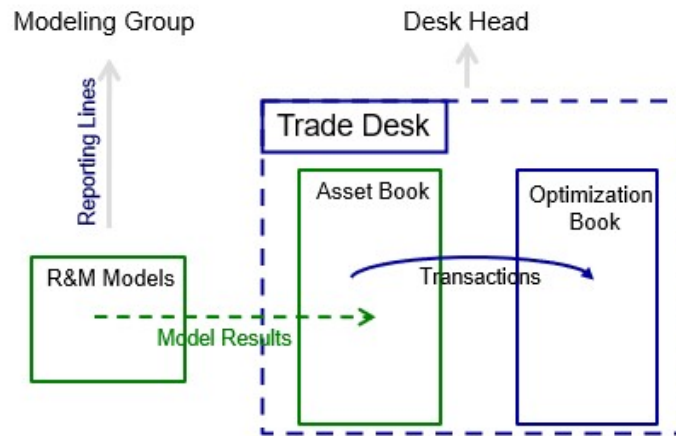 Modeling Group
Desk Head
Reporting Lines
Trade Desk
Asset Book
Optimization
Book
R&M Models
Transactions
Model Results